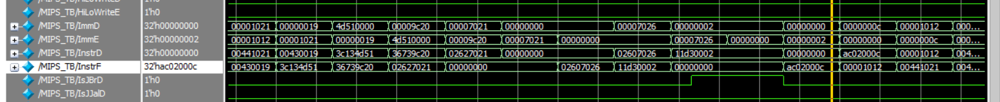 /MIPS_TB/HiLoWriteE 1'h0
/MIPS_TB/ImmD 32'h00000000 00001021 00000019 4d510000 00009c20 00007021 00000000 00007026 00000002 00000000 0000000c 00001012 000...
/MIPS_TB/ImmE 32'h00000002 00001012 00001021 00000019 4d510000 00009c20 00007021 00000000 00007026 00000000 00000002 00000000 0000000c 000...
/MIPS_TB/InstrD 32'h00000000 00441021 00430019 3c134d51 36739c20 02627021 00000000 02607026 11d30002 00000000 ac02000c 00001012 004...
/MIPS_TB/InstrF 32'hac02000c 00430019 3c134d51 36739c20 02627021 00000000 02607026 11d30002 00000000 ac02000c 00001012 00441021 004...
/MIPS_TB/IsJBrD 1'h0
/MIPS_TB/IsJJalD 1'h0